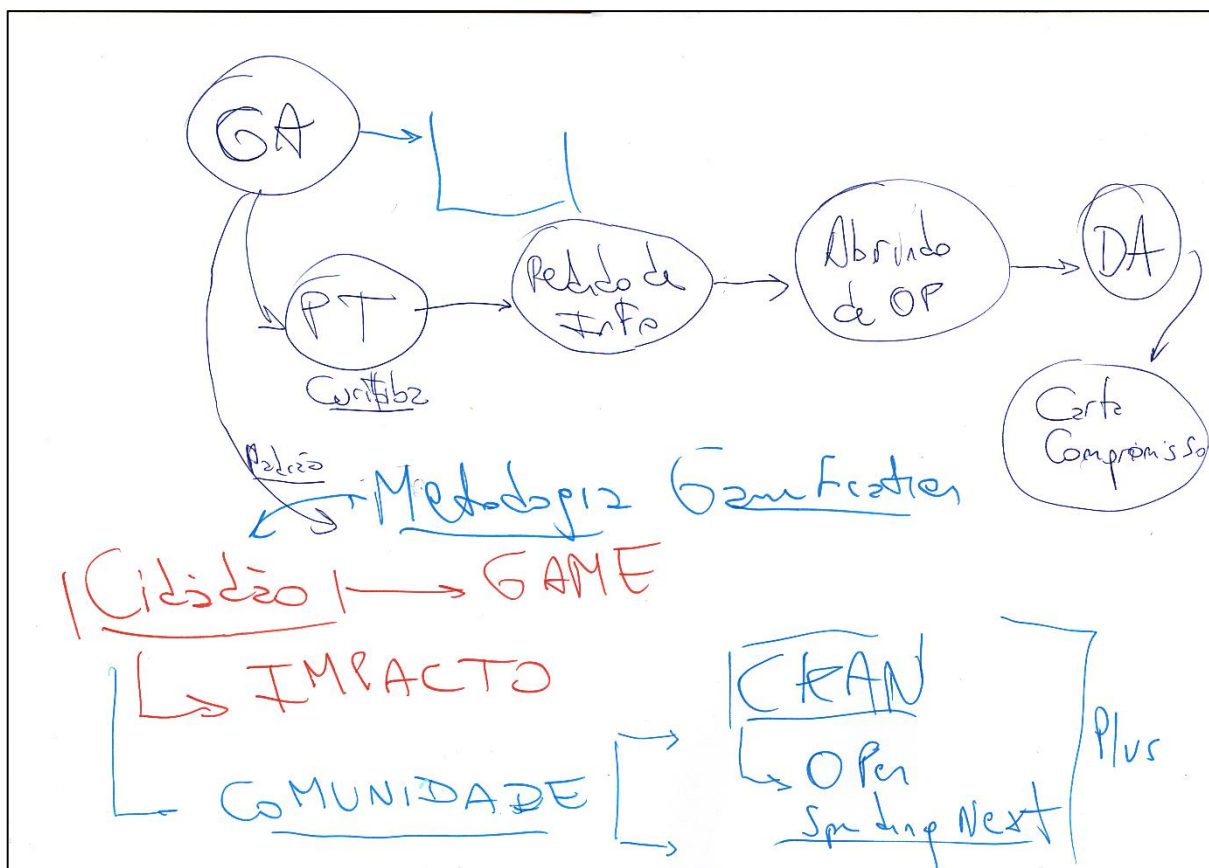 GA
PT
Curitiba
Pedido de
Info
Abrindo
de OP
DA
Carta
Compromisso
Padrão
Metodogia Gamification
Cidadão
GAME
IMPACTO
COMUNIDADE
CKAN
OPen
Spending Next
Plus